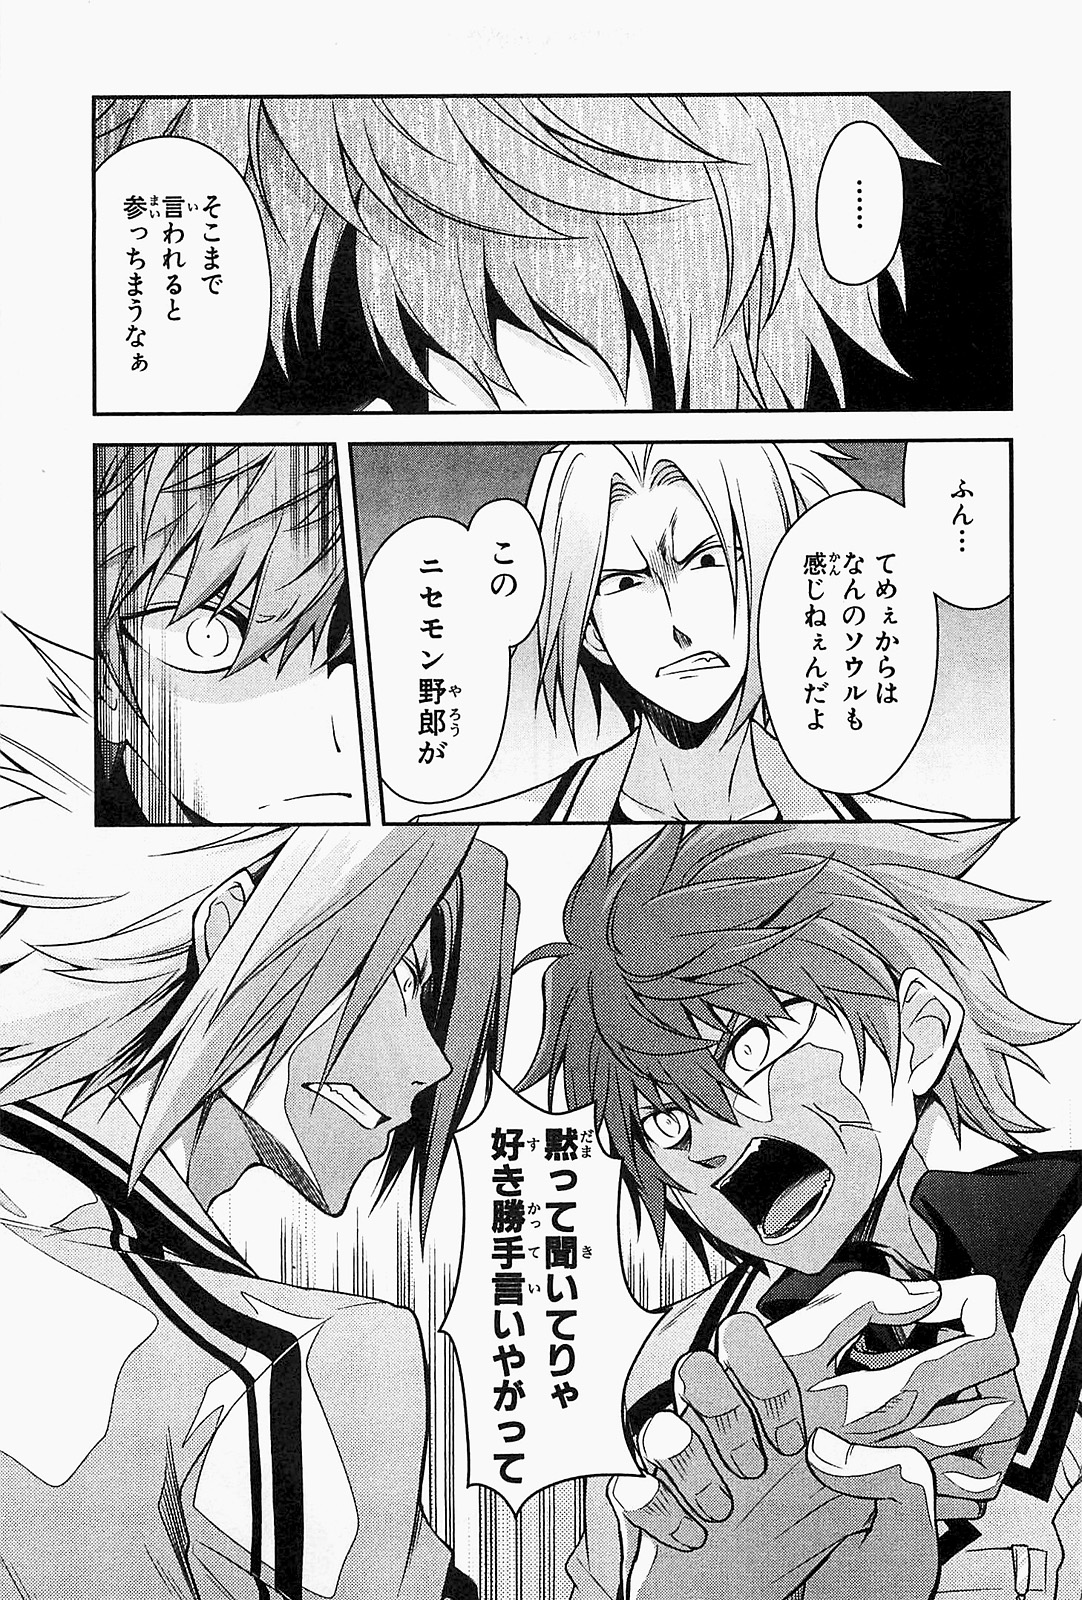 ……
そこまで
言われると
参っちまうなぁ
ふん…
てめぇからは
なんのソウルも
感じねぇんだよ
この
ニセモン野郎が
黙って聞いてりゃ
好き勝手言いやがって